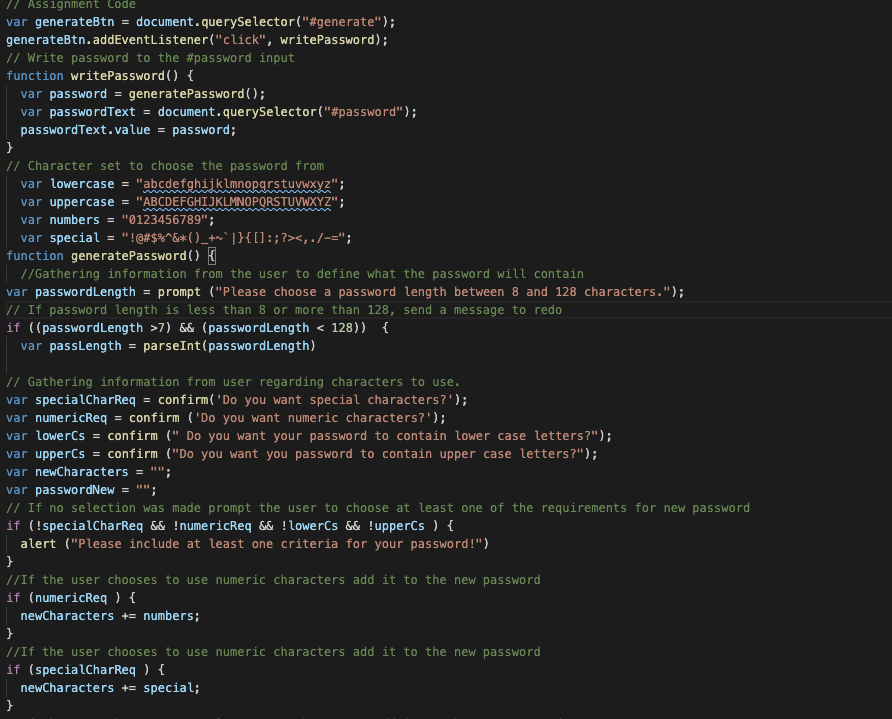 // Assignment Code
var generateBtn = document.querySelector("#generate");
generateBtn.addEventListener("click", writePassword);
// Write password to the #password input
function writePassword() {
  var password = generatePassword();
  var passwordText = document.querySelector("#password");
  passwordText.value = password;
}
// Character set to choose the password from
  var lowercase = "abcdefghijklmnopqrstuvwxyz";
  var uppercase = "ABCDEFGHIJKLMNOPQRSTUVWXYZ";
  var numbers = "0123456789";
  var special = "!@#$%^&*()_+~`|}{[]:;?><,./-=";
function generatePassword() {
  //Gathering information from the user to define what the password will contain
var passwordLength = prompt ("Please choose a password length between 8 and 128 characters.");
// If password length is less than 8 or more than 128, send a message to redo
if ((passwordLength >7) && (passwordLength < 128))  {
  var passLength = parseInt(passwordLength)

// Gathering information from user regarding characters to use.
var specialCharReq = confirm('Do you want special characters?');
var numericReq = confirm ('Do you want numeric characters?');
var lowerCs = confirm (" Do you want your password to contain lower case letters?");
var upperCs = confirm ("Do you want you password to contain upper case letters?");
var newCharacters = "";
var passwordNew = "";
// If no selection was made prompt the user to choose at least one of the requirements for new password
if (!specialCharReq && !numericReq && !lowerCs && !upperCs ) {
  alert ("Please include at least one criteria for your password!")
}
//If the user chooses to use numeric characters add it to the new password
if (numericReq ) {
  newCharacters += numbers;
}
//If the user chooses to use numeric characters add it to the new password
if (specialCharReq ) {
  newCharacters += special;
}